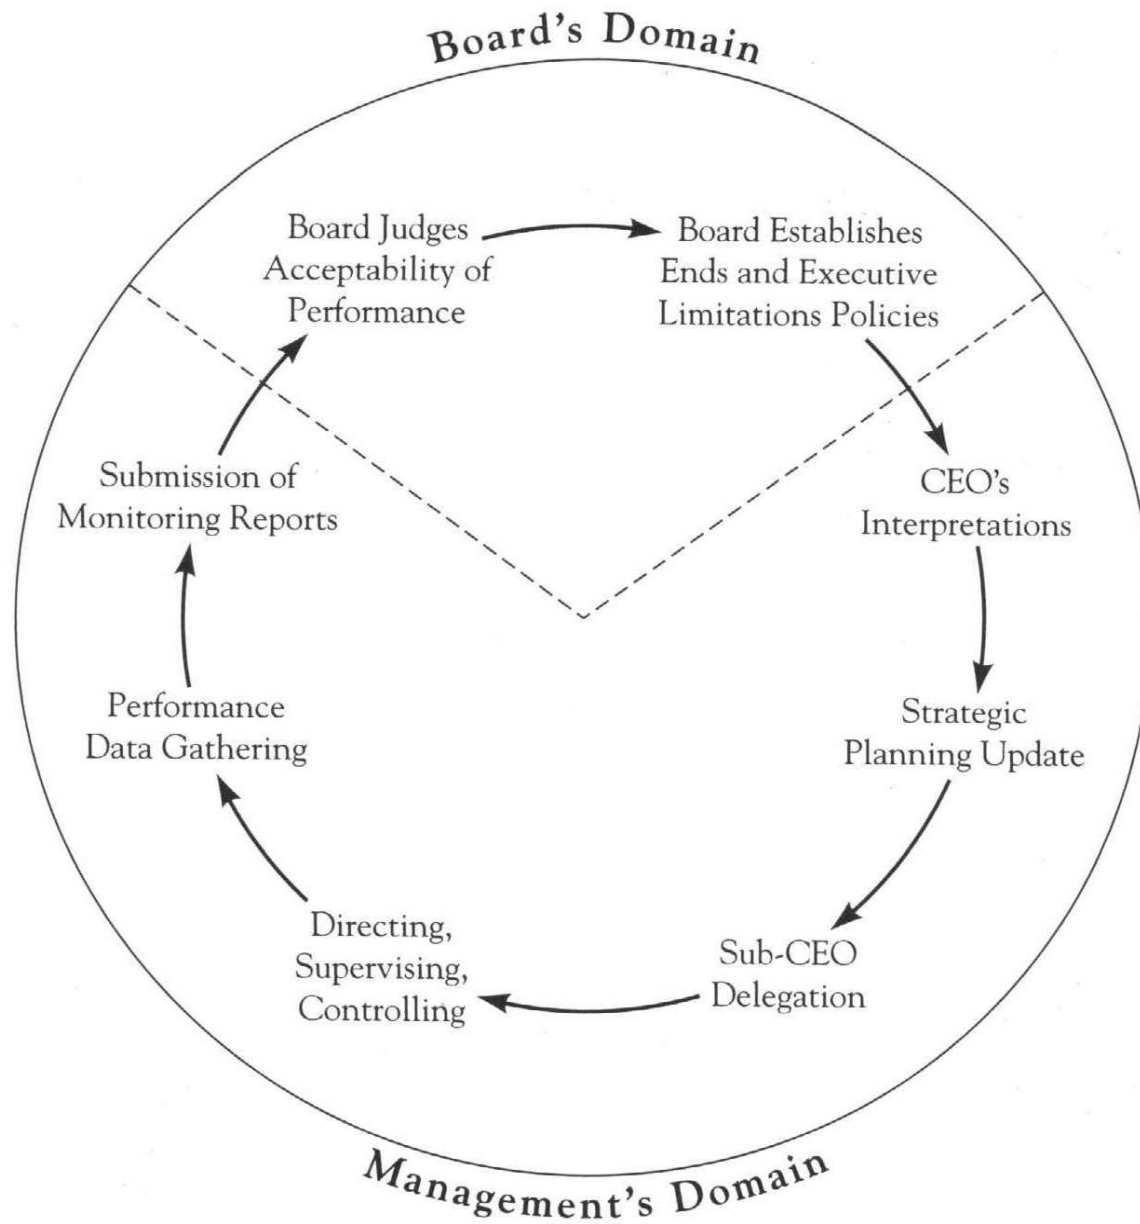 Board's Domain
Board Judges
Acceptability of
Performance
Board Establishes
Ends and Executive
Limitations Policies
CEO's
Interpretations
Strategic
Planning Update
Sub-CEO
Delegation
Directing,
Supervising,
Controlling
Performance
Data Gathering
Submission of
Monitoring Reports
Management's Domain